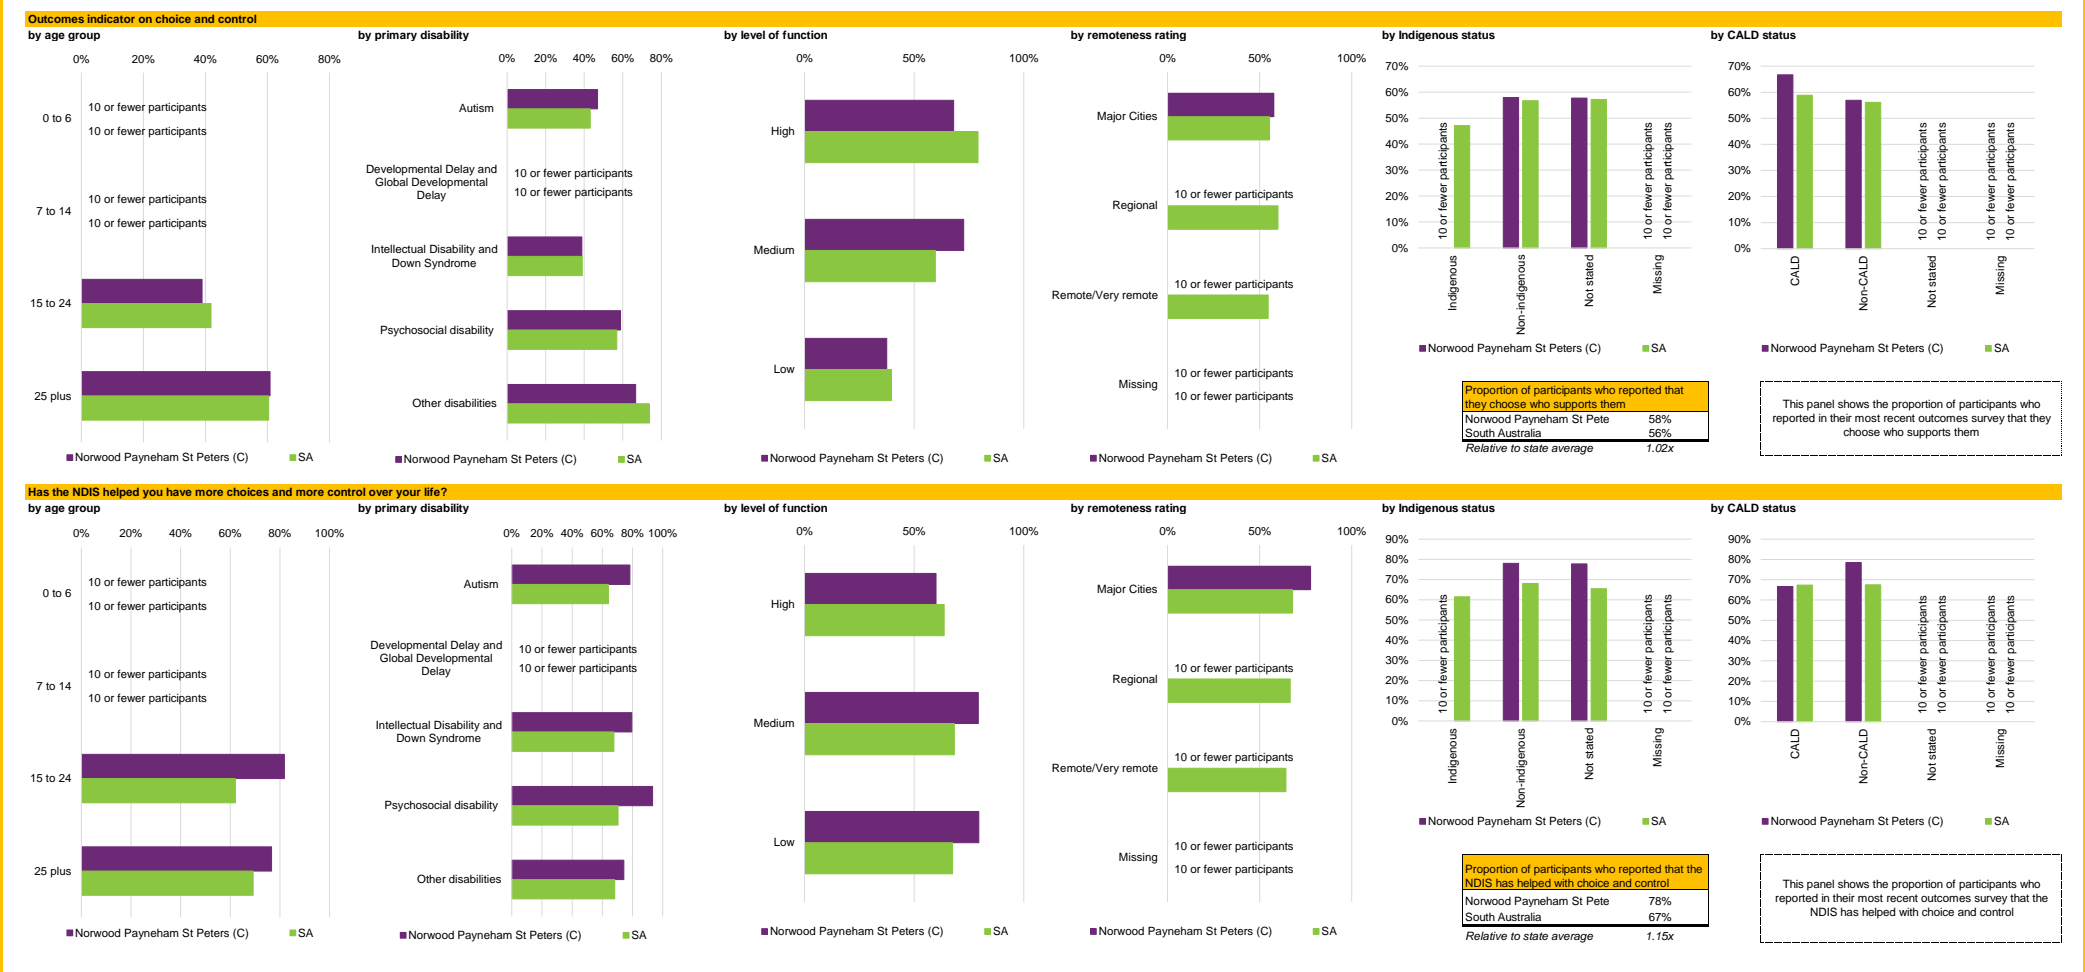 Outcomes indicator on choice and control
by age group
0% 20% 40% 60% 80%
0 to 6
10 or fewer participants
10 or fewer participants
7 to 14
10 or fewer participants
10 or fewer participants
15 to 24
25 plus
Norwood Payneham St Peters (C) SA
by primary disability
0% 20% 40% 60% 80%
Autism
Developmental Delay and
Global Developmental
Delay
10 or fewer participants
10 or fewer participants
Intellectual Disability and
Down Syndrome
Psychosocial disability
Other disabilities
Norwood Payneham St Peters (C) SA
by level of function
0% 50% 100%
High
Medium
Low
Norwood Payneham St Peters (C) SA
by remoteness rating
0% 50% 100%
Major Cities
Regional
10 or fewer participants
Remote/Very remote
10 or fewer participants
Missing
10 or fewer participants
10 or fewer participants
Norwood Payneham St Peters (C) SA
by Indigenous status
70%
60%
50%
40%
30%
20%
10%
0%
10 or fewer participants
10 or fewer participants
10 or fewer participants
Indigenous
Non-indigenous
Not stated
Missing
Norwood Payneham St Peters (C) SA
Proportion of participants who reported that
they choose who supports them
Norwood Payneham St Pete 58%
South Australia 56%
Relative to state average 1.02x
by CALD status
70%
60%
50%
40%
30%
20%
10%
0%
10 or fewer participants
10 or fewer participants
10 or fewer participants
10 or fewer participants
CALD
Non-CALD
Not stated
Missing
Norwood Payneham St Peters (C) SA
This panel shows the proportion of participants who
reported in their most recent outcomes survey that they
choose who supports them
Has the NDIS helped you have more choices and more control over your life?
by age group
0% 20% 40% 60% 80% 100%
0 to 6
10 or fewer participants
10 or fewer participants
7 to 14
10 or fewer participants
10 or fewer participants
15 to 24
25 plus
Norwood Payneham St Peters (C) SA
by primary disability
0% 20% 40% 60% 80% 100%
Autism
Developmental Delay and
Global Developmental
Delay
10 or fewer participants
10 or fewer participants
Intellectual Disability and
Down Syndrome
Psychosocial disability
Other disabilities
Norwood Payneham St Peters (C) SA
by level of function
0% 50% 100%
High
Medium
Low
Norwood Payneham St Peters (C) SA
by remoteness rating
0% 50% 100%
Major Cities
Regional
10 or fewer participants
Remote/Very remote
10 or fewer participants
Missing
10 or fewer participants
10 or fewer participants
Norwood Payneham St Peters (C) SA
by Indigenous status
90%
80%
70%
60%
50%
40%
30%
20%
10%
0%
10 or fewer participants
10 or fewer participants
10 or fewer participants
Indigenous
Non-indigenous
Not stated
Missing
Norwood Payneham St Peters (C) SA
Proportion of participants who reported that the
NDIS has helped with choice and control
Norwood Payneham St Pete 78%
South Australia 67%
Relative to state average 1.15x
by CALD status
90%
80%
70%
60%
50%
40%
30%
20%
10%
0%
10 or fewer participants
10 or fewer participants
10 or fewer participants
10 or fewer participants
CALD
Non-CALD
Not stated
Missing
Norwood Payneham St Peters (C) SA
This panel shows the proportion of participants who
reported in their most recent outcomes survey that the
NDIS has helped with choice and control